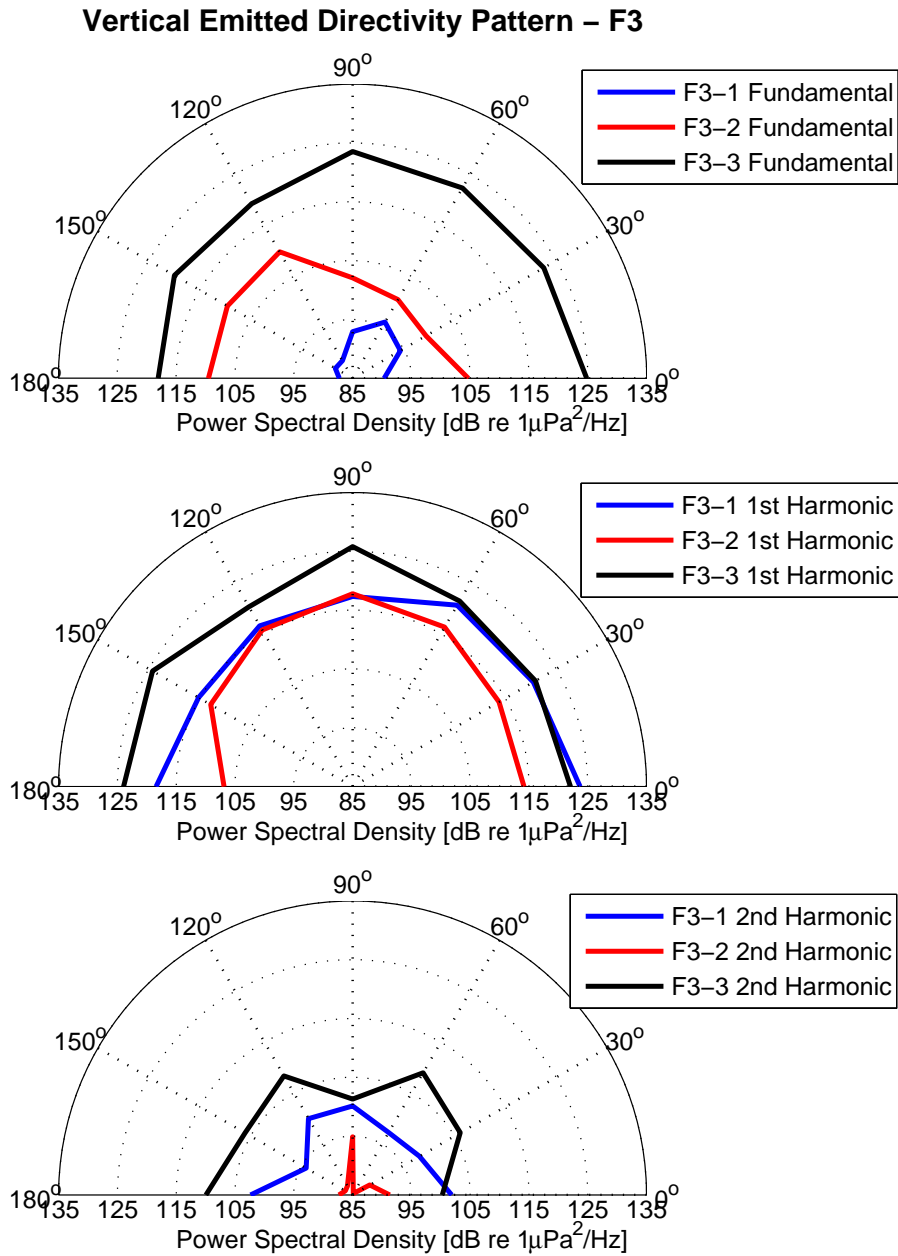 Vertical Emitted Directivity Pattern – F3
90°
120°
60°
150°
30°
180°
0°
F3–1 Fundamental
F3–2 Fundamental
F3–3 Fundamental
135 125 115 105 95 85 95 105 115 125 135
Power Spectral Density [dB re 1μPa²/Hz]
90°
120°
60°
150°
30°
180°
0°
F3–1 1st Harmonic
F3–2 1st Harmonic
F3–3 1st Harmonic
135 125 115 105 95 85 95 105 115 125 135
Power Spectral Density [dB re 1μPa²/Hz]
90°
120°
60°
150°
30°
180°
0°
F3–1 2nd Harmonic
F3–2 2nd Harmonic
F3–3 2nd Harmonic
135 125 115 105 95 85 95 105 115 125 135
Power Spectral Density [dB re 1μPa²/Hz]